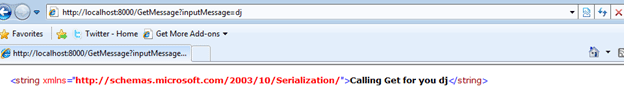 http://localhost:8000/GetMessage?inputMessage=dj
Favorites Twitter - Home Get More Add-ons
http://localhost:8000/GetMessage?inputMessage...
<string xmlns="http://schemas.microsoft.com/2003/10/Serialization/">Calling Get for you dj</string>